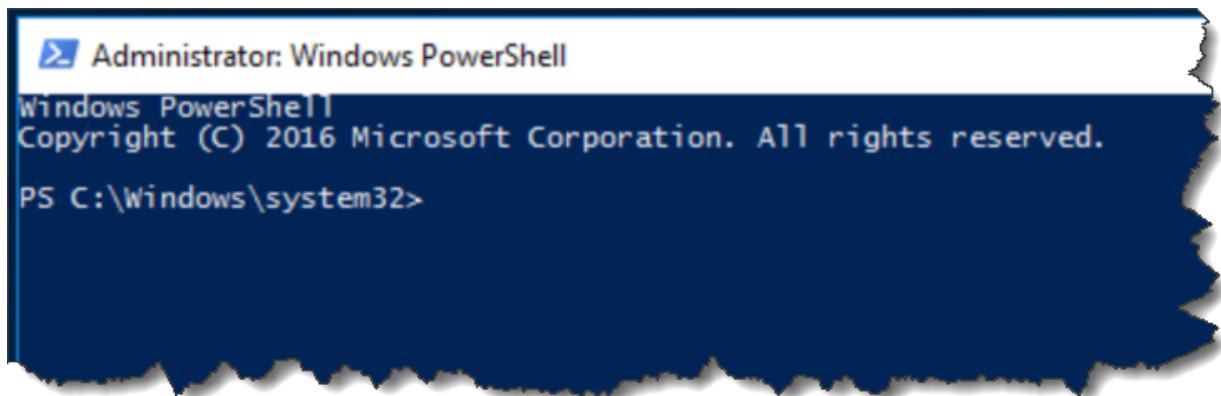 Administrator: Windows PowerShell
Windows PowerShell
Copyright (C) 2016 Microsoft Corporation. All rights reserved.
PS C:\Windows\system32>